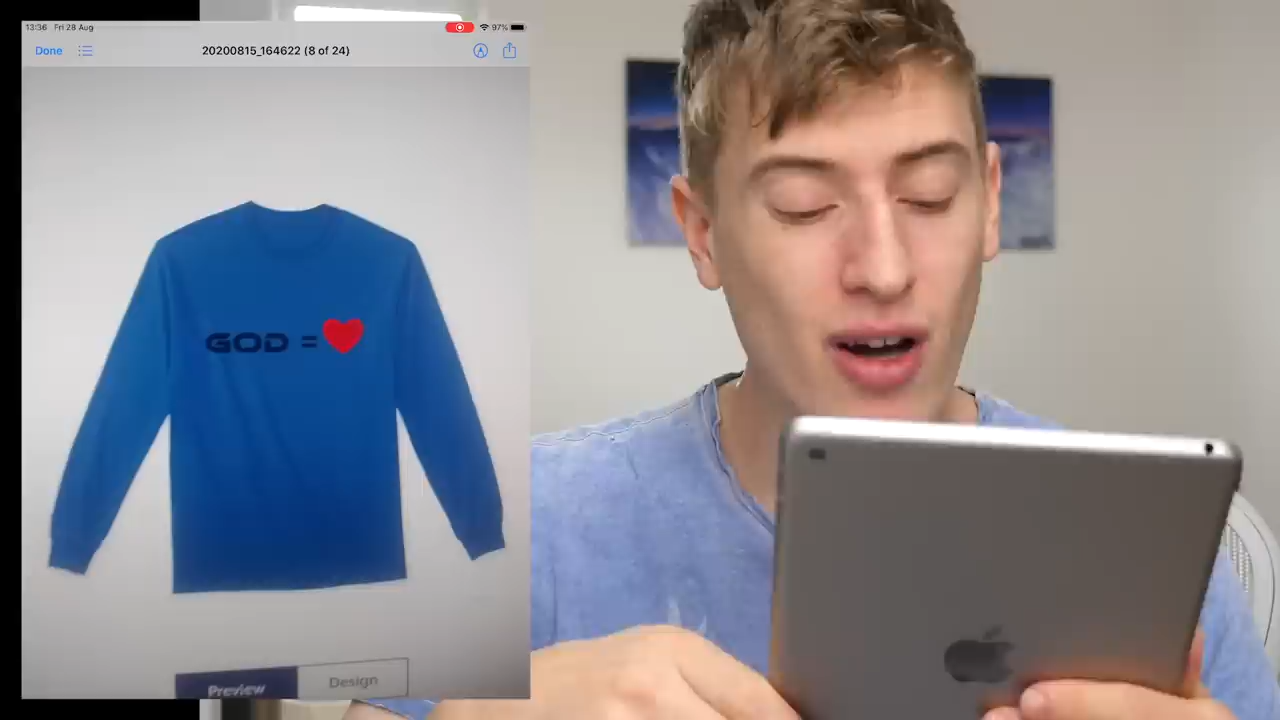 13:36 Fri 28 Aug 97%
Done 20200815_164622 (8 of 24)
GOD =
Preview Design